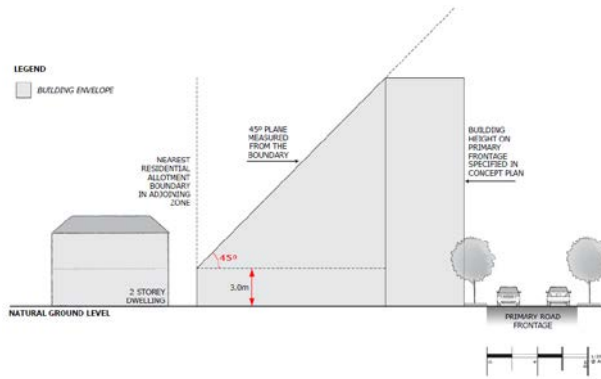 LEGEND
BUILDING ENVELOPE
45º PLANE
MEASURED
FROM THE
BOUNDARY
BUILDING
HEIGHT ON
PRIMARY
FRONTAGE
SPECIFIED IN
CONCEPT PLAN
NEAREST
RESIDENTIAL
ALLOTMENT
BOUNDARY
IN ADJOINING
ZONE
45º
3.0m
2 STOREY
DWELLING
NATURAL GROUND LEVEL
PRIMARY ROAD
FRONTAGE